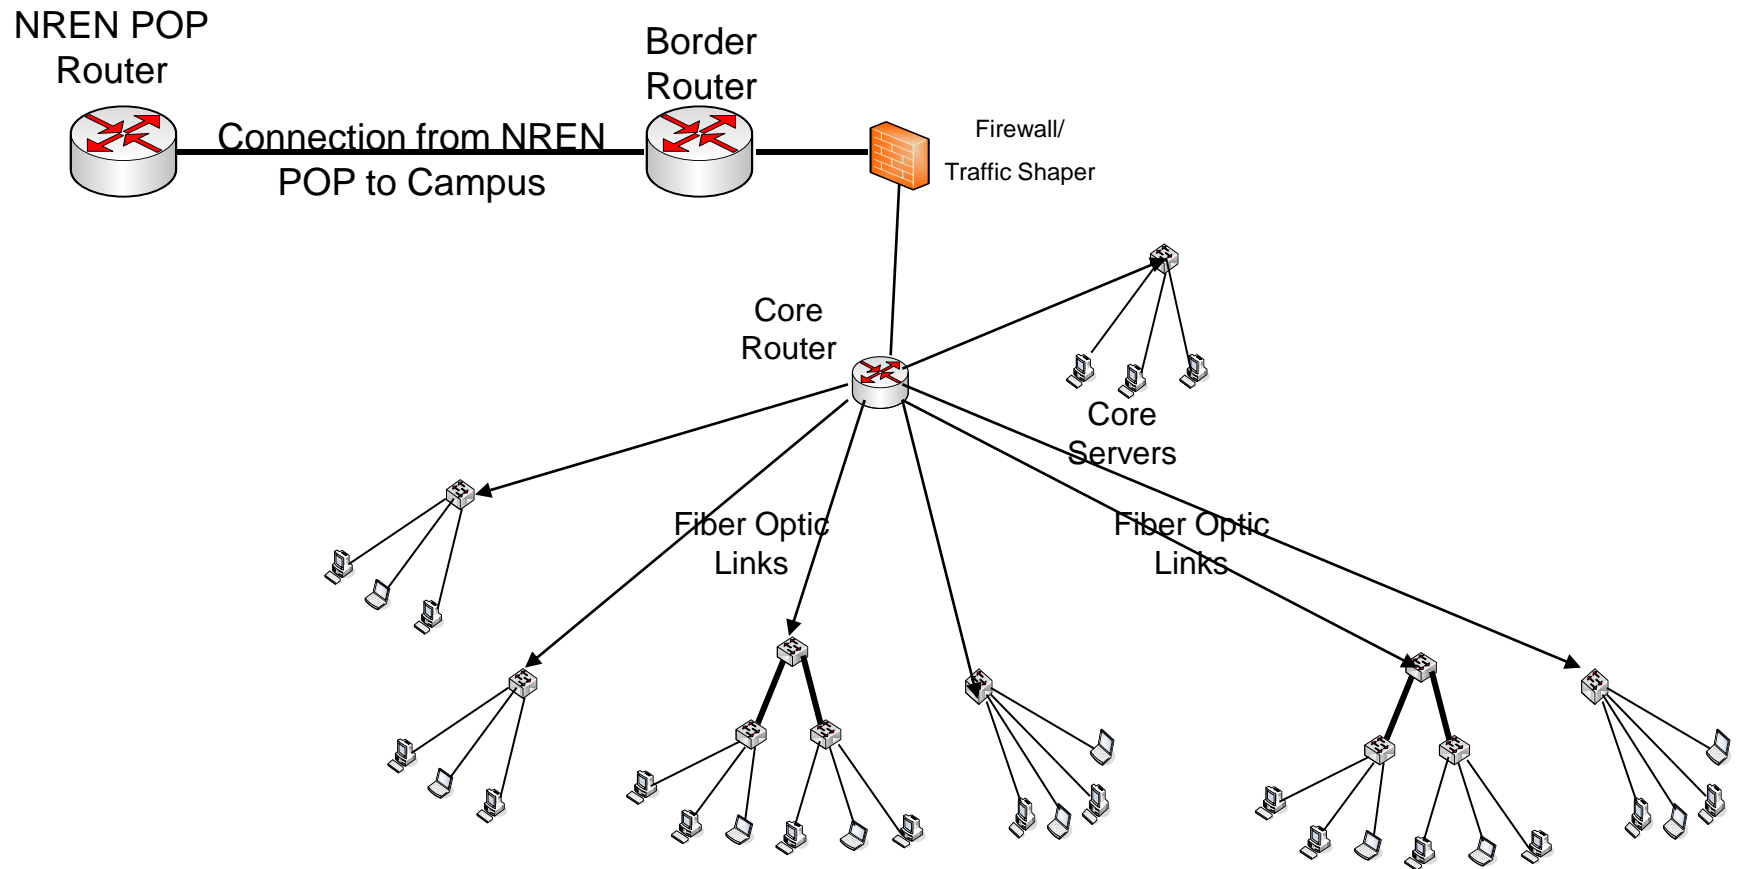 NREN POP
Router
Border
Router
Connection from NREN
POP to Campus
Firewall/
Traffic Shaper
Core
Router
Core
Servers
Fiber Optic
Links
Fiber Optic
Links